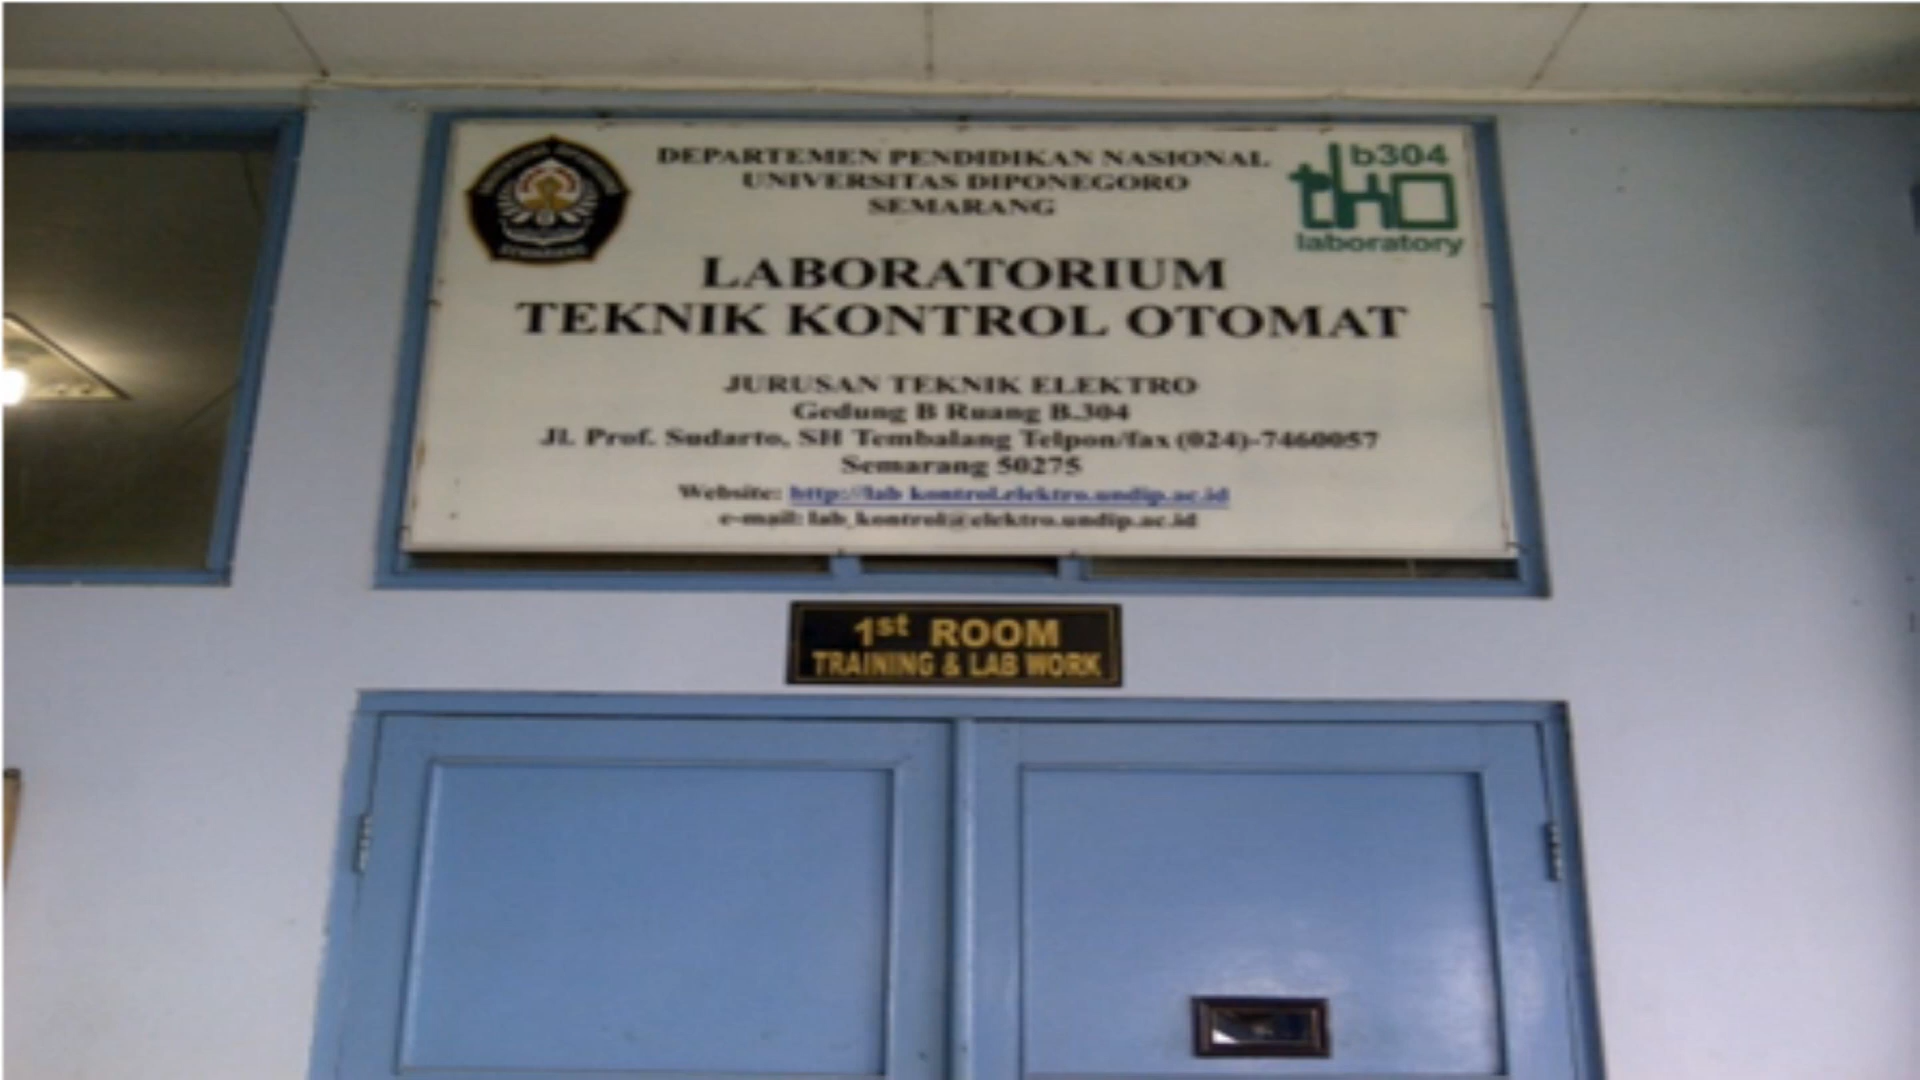 DEPARTEMEN PENDIDIKAN NASIONAL
UNIVERSITAS DIPONEGORO
SEMARANG
b304
tko
laboratory
LABORATORIUM
TEKNIK KONTROL OTOMAT
JURUSAN TEKNIK ELEKTRO
Gedung B Ruang B.304
Jl. Prof. Sudarto, SH Tembalang Telpon/fax (024)-7460057
Semarang 50275
Website: http://lab_kontrol.elektro.undip.ac.id
e-mail: lab_kontrol@elektro.undip.ac.id
1st ROOM
TRAINING & LAB WORK